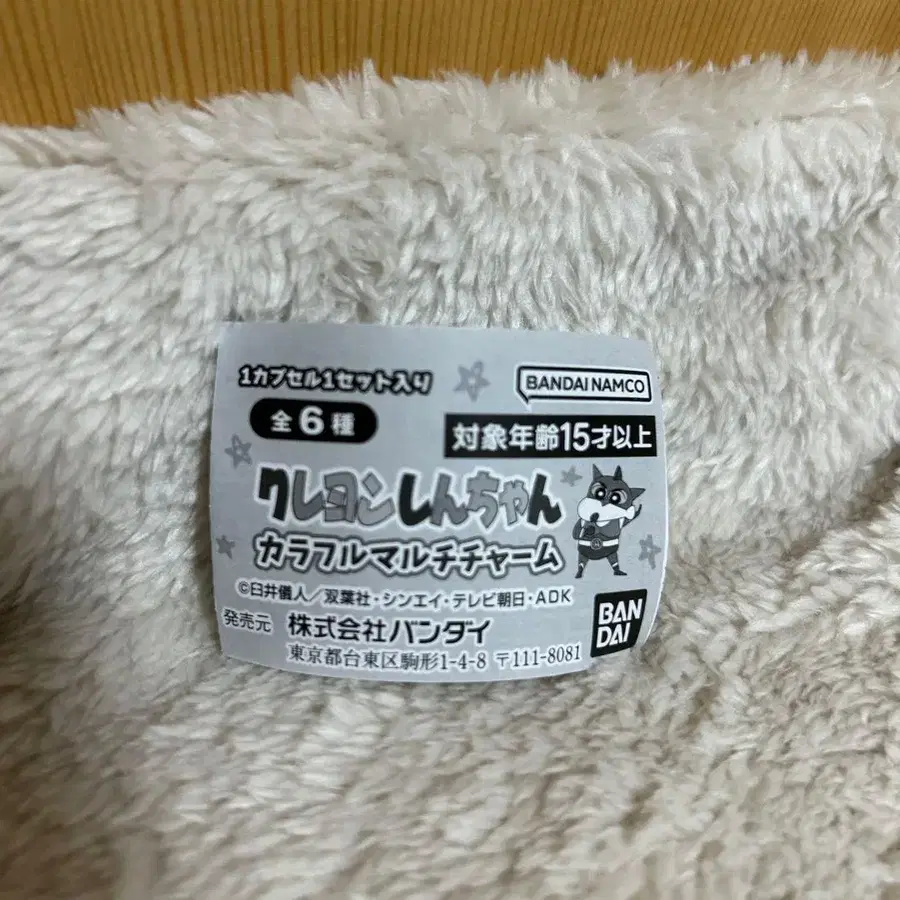 1カプセル1セット入り
BANDAI NAMCO
全6種
対象年齢15才以上
クレヨンしんちゃん
カラフルマルチチャーム
©臼井儀人/双葉社・シンエイ・テレビ朝日・ADK
発売元 株式会社バンダイ
東京都台東区駒形1-4-8 〒111-8081
BAN
DAI